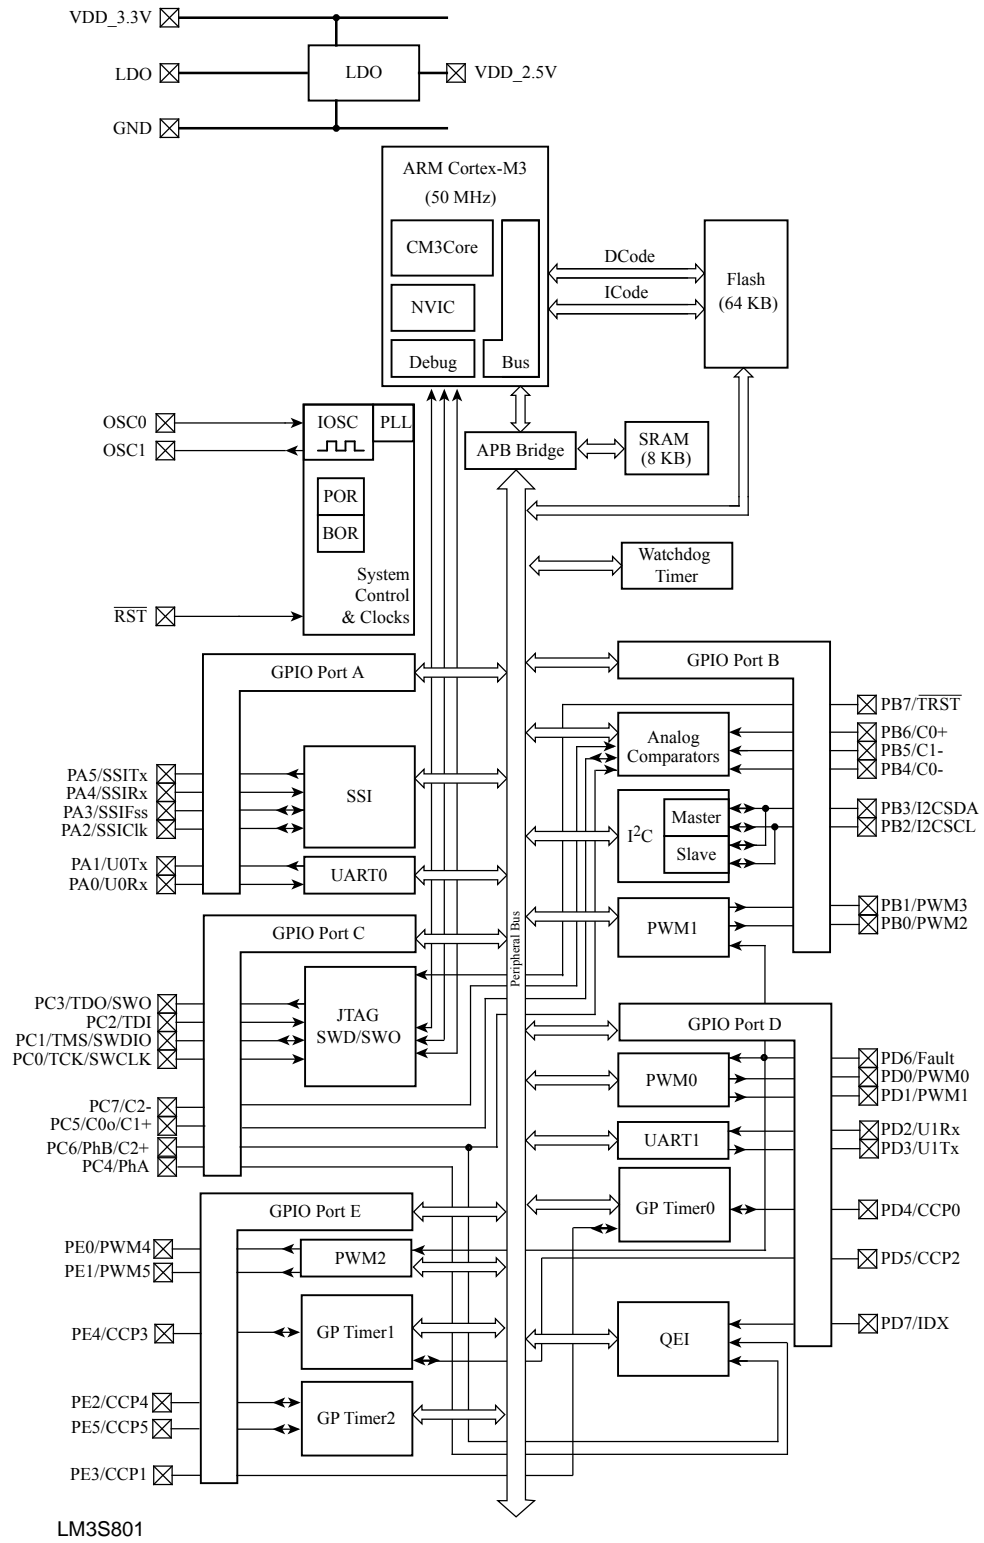 VDD_3.3V
LDO
LDO
VDD_2.5V
GND
ARM Cortex-M3
(50 MHz)
CM3Core
NVIC
Debug
Bus
DCode
ICode
Flash
(64 KB)
OSC0
OSC1
IOSC
PLL
POR
BOR
System
Control
& Clocks
RST
APB Bridge
SRAM
(8 KB)
Watchdog
Timer
GPIO Port A
PA5/SSITx
PA4/SSIRx
PA3/SSIFss
PA2/SSIClk
SSI
PA1/U0Tx
PA0/U0Rx
UART0
GPIO Port B
PB7/TRST
Analog
Comparators
PB6/C0+
PB5/C1-
PB4/C0-
I2C
Master
Slave
PB3/I2CSDA
PB2/I2CSCL
PWM1
PB1/PWM3
PB0/PWM2
Peripheral Bus
GPIO Port C
JTAG
SWD/SWO
PC3/TDO/SWO
PC2/TDI
PC1/TMS/SWDIO
PC0/TCK/SWCLK
PC7/C2-
PC5/C0o/C1+
PC6/PhB/C2+
PC4/PhA
GPIO Port D
PWM0
PD6/Fault
PD0/PWM0
PD1/PWM1
UART1
PD2/U1Rx
PD3/U1Tx
GP Timer0
PD4/CCP0
PD5/CCP2
QEI
PD7/IDX
GPIO Port E
PE0/PWM4
PE1/PWM5
PWM2
PE4/CCP3
GP Timer1
PE2/CCP4
PE5/CCP5
GP Timer2
PE3/CCP1
LM3S801